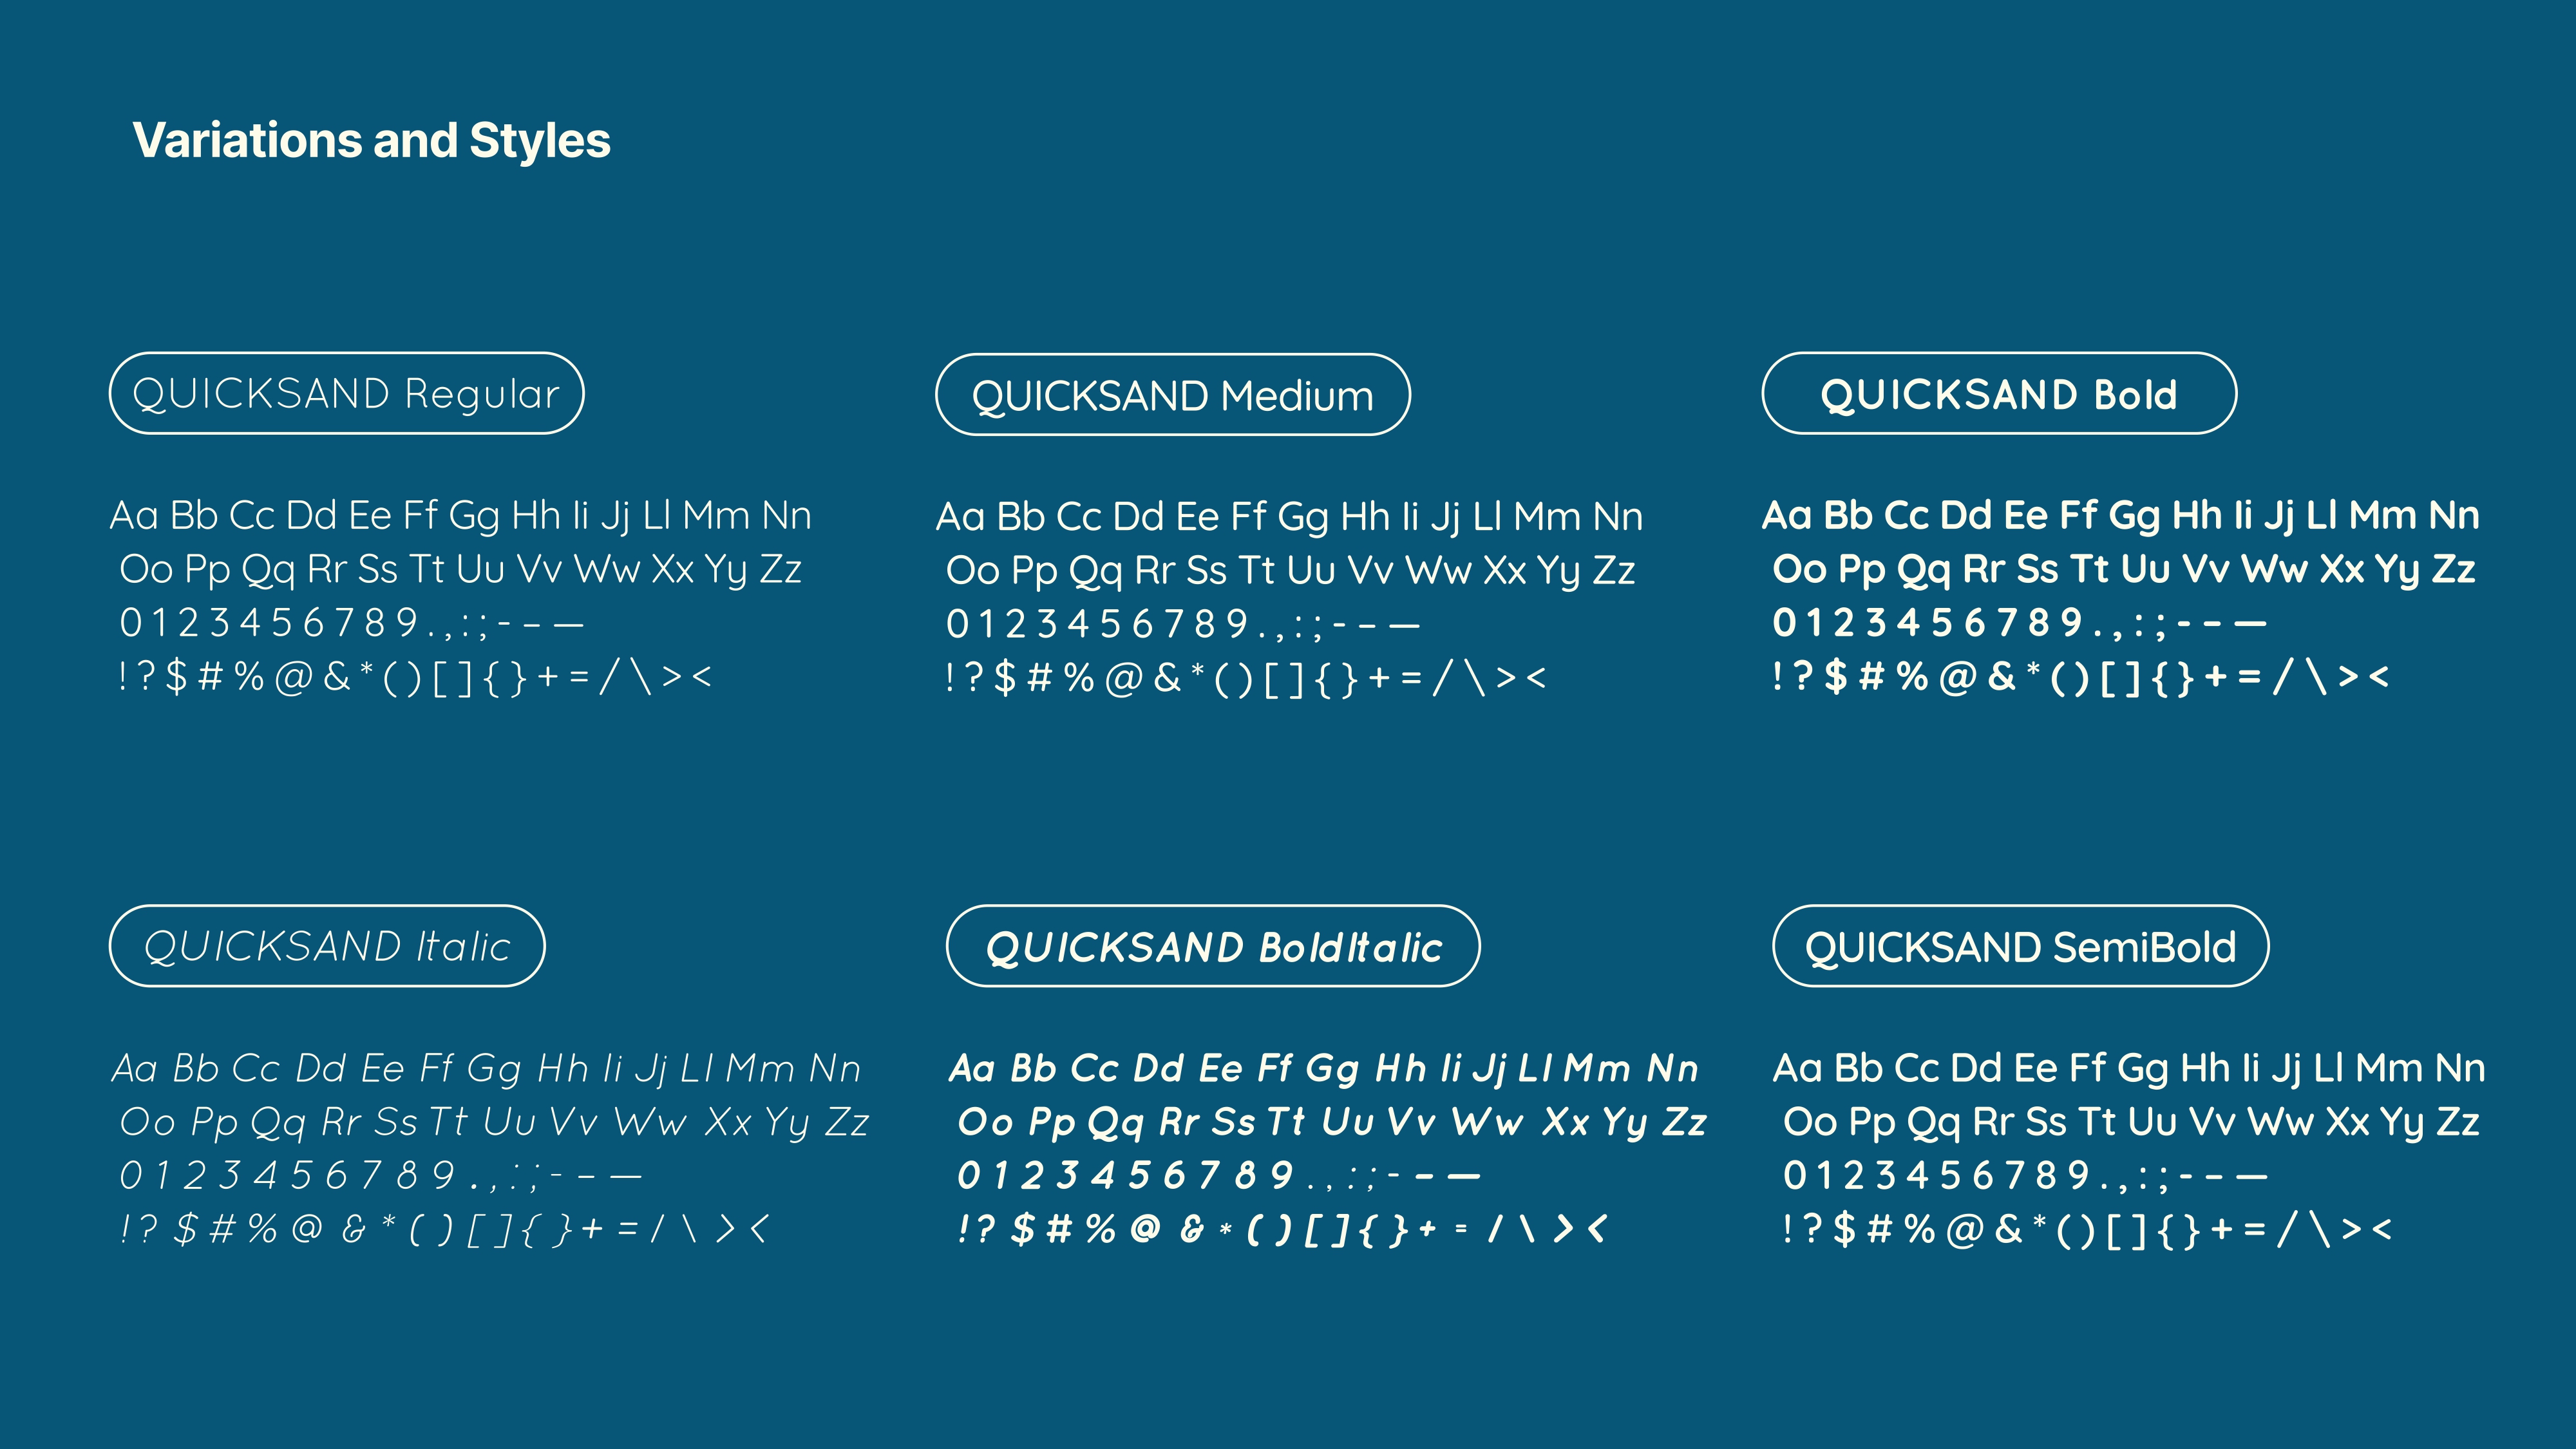 Variations and Styles
QUICKSAND Regular
Aa Bb Cc Dd Ee Ff Gg Hh Ii Jj Ll Mm Nn
Oo Pp Qq Rr Ss Tt Uu Vv Ww Xx Yy Zz
0 1 2 3 4 5 6 7 8 9 . , : ; - – —
! ? $ # % @ & * ( ) [ ] { } + = / \ > <
QUICKSAND Medium
Aa Bb Cc Dd Ee Ff Gg Hh Ii Jj Ll Mm Nn
Oo Pp Qq Rr Ss Tt Uu Vv Ww Xx Yy Zz
0 1 2 3 4 5 6 7 8 9 . , : ; - – —
! ? $ # % @ & * ( ) [ ] { } + = / \ > <
QUICKSAND Bold
Aa Bb Cc Dd Ee Ff Gg Hh Ii Jj Ll Mm Nn
Oo Pp Qq Rr Ss Tt Uu Vv Ww Xx Yy Zz
0 1 2 3 4 5 6 7 8 9 . , : ; - – —
! ? $ # % @ & * ( ) [ ] { } + = / \ > <
QUICKSAND Italic
Aa Bb Cc Dd Ee Ff Gg Hh Ii Jj Ll Mm Nn
Oo Pp Qq Rr Ss Tt Uu Vv Ww Xx Yy Zz
0 1 2 3 4 5 6 7 8 9 . , : ; - – —
! ? $ # % @ & * ( ) [ ] { } + = / \ > <
QUICKSAND BoldItalic
Aa Bb Cc Dd Ee Ff Gg Hh Ii Jj Ll Mm Nn
Oo Pp Qq Rr Ss Tt Uu Vv Ww Xx Yy Zz
0 1 2 3 4 5 6 7 8 9 . , : ; - – —
! ? $ # % @ & * ( ) [ ] { } + = / \ > <
QUICKSAND SemiBold
Aa Bb Cc Dd Ee Ff Gg Hh Ii Jj Ll Mm Nn
Oo Pp Qq Rr Ss Tt Uu Vv Ww Xx Yy Zz
0 1 2 3 4 5 6 7 8 9 . , : ; - – —
! ? $ # % @ & * ( ) [ ] { } + = / \ > <